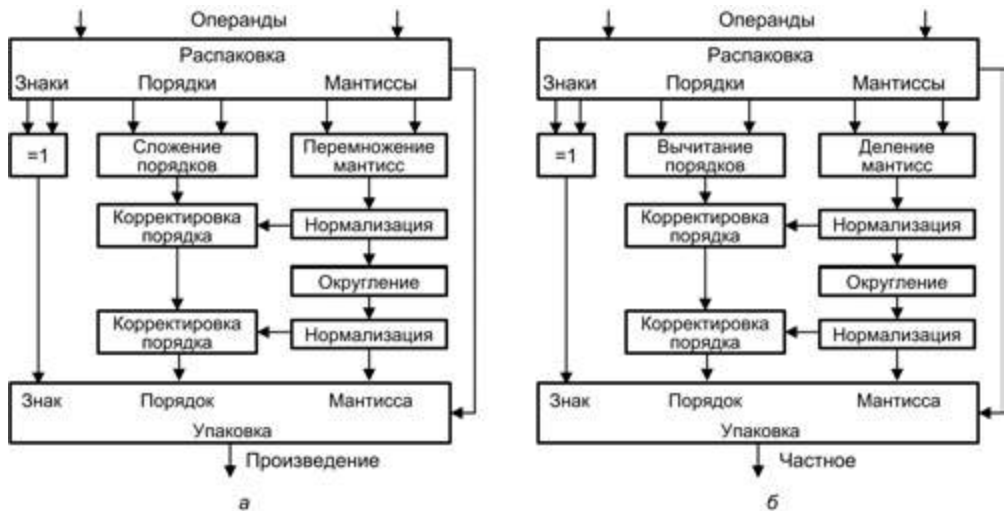 Операнды
Распаковка
Знаки Порядки Мантиссы
=1
Сложение
порядков
Перемножение
мантисс
Корректировка
порядка
Нормализация
Округление
Корректировка
порядка
Нормализация
Знак Порядок Мантисса
Упаковка
Произведение
а
Операнды
Распаковка
Знаки Порядки Мантиссы
=1
Вычитание
порядков
Деление
мантисс
Корректировка
порядка
Нормализация
Округление
Корректировка
порядка
Нормализация
Знак Порядок Мантисса
Упаковка
Частное
б